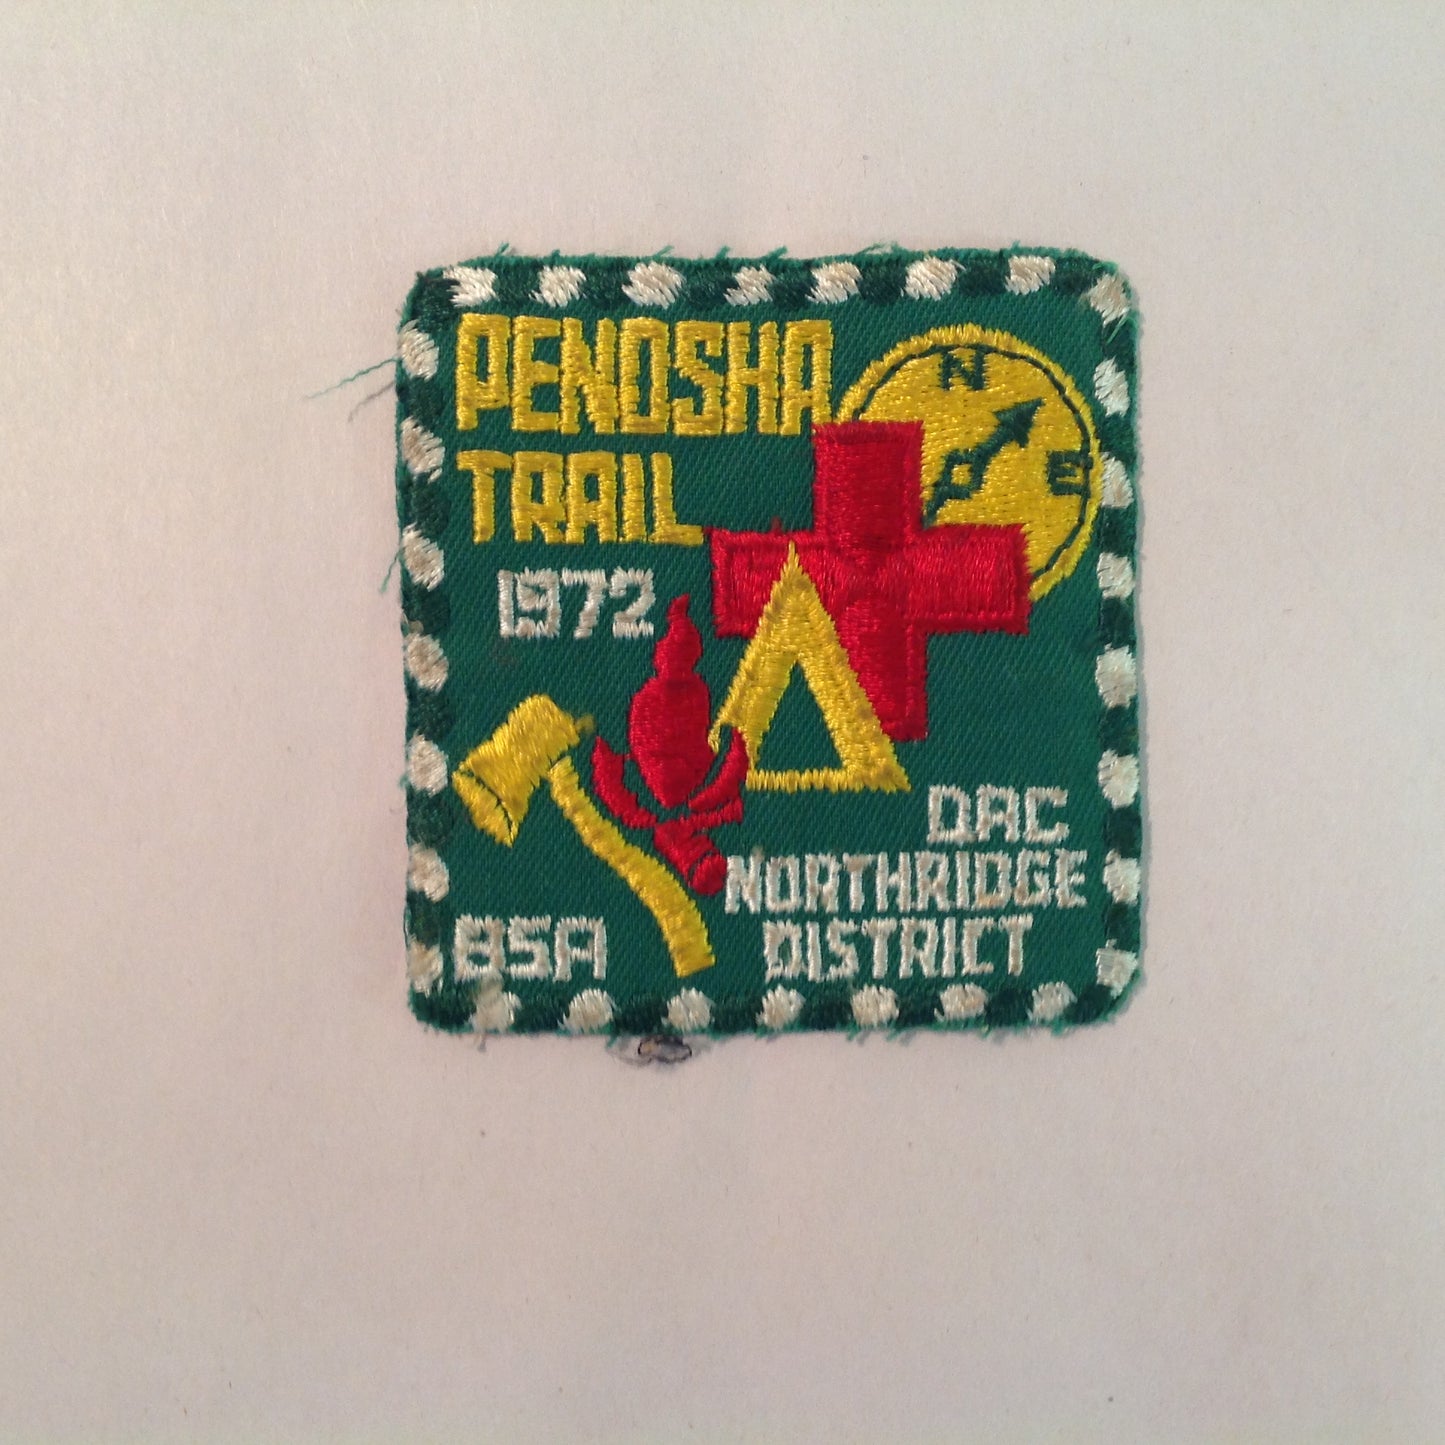 PENOSHA
TRAIL
1972
N
E
DAC
NORTHRIDGE
DISTRICT
BSA